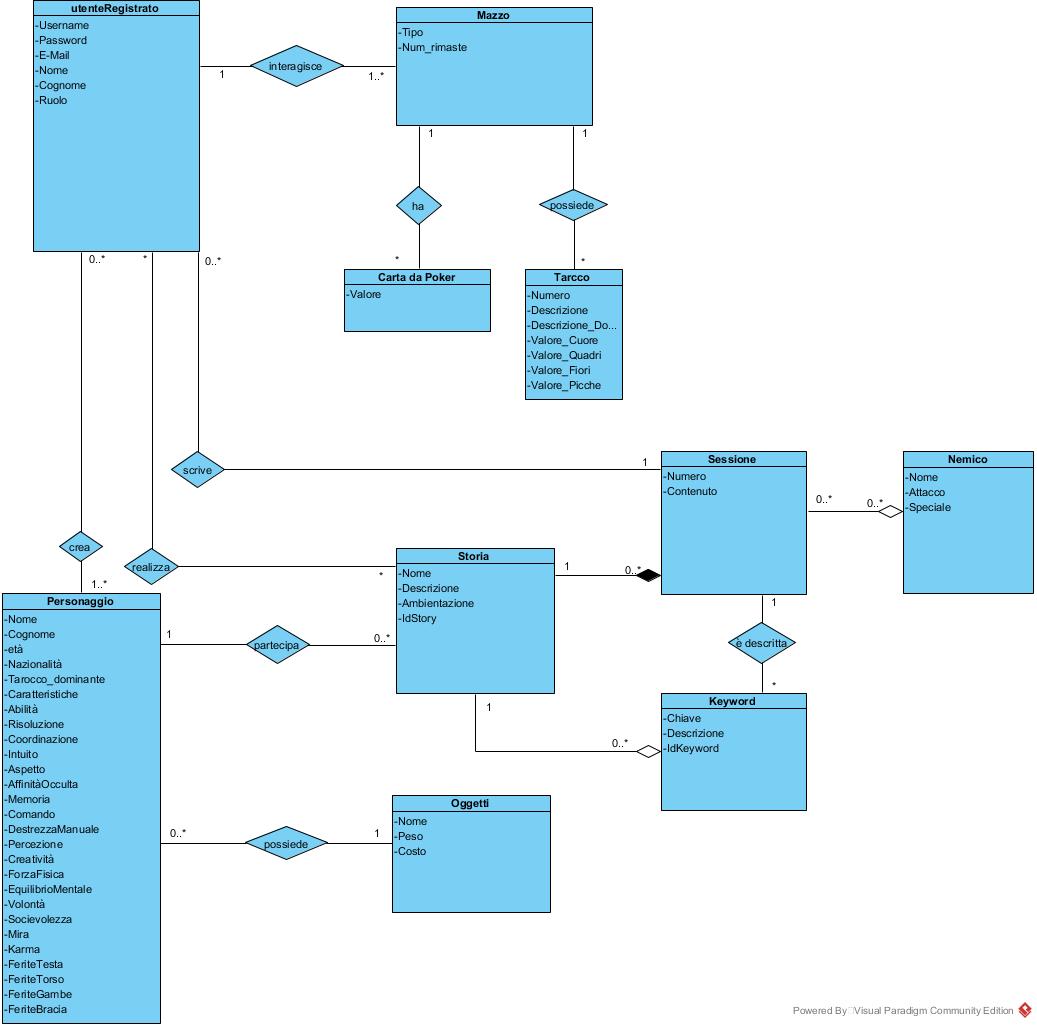 utenteRegistrato
-Username
-Password
-E-Mail
-Nome
-Cognome
-Ruolo
1
interagisce
1..*
Mazzo
-Tipo
-Num_rimaste
1
1
ha
possiede
*
*
Carta da Poker
-Valore
Tarcco
-Numero
-Descrizione
-Descrizione_Do...
-Valore_Cuore
-Valore_Quadri
-Valore_Fiori
-Valore_Picche
0..*
*
0..*
scrive
1
Sessione
-Numero
-Contenuto
0..*
0..*
Nemico
-Nome
-Attacco
-Speciale
crea
realizza
*
1..*
Storia
-Nome
-Descrizione
-Ambientazione
-IdStory
1
0..*
1
è descritta
*
Personaggio
-Nome
-Cognome
-età
-Nazionalità
-Tarocco_dominante
-Caratteristiche
-Abilità
-Risoluzione
-Coordinazione
-Intuito
-Aspetto
-AffinitàOcculta
-Memoria
-Comando
-DestrezzaManuale
-Percezione
-Creatività
-ForzaFisica
-EquilibrioMentale
-Volontà
-Socievolezza
-Mira
-Karma
-FeriteTesta
-FeriteTorso
-FeriteGambe
-FeriteBracia
1
partecipa
0..*
1
0..*
Keyword
-Chiave
-Descrizione
-IdKeyword
0..*
possiede
1
Oggetti
-Nome
-Peso
-Costo
Powered By Visual Paradigm Community Edition